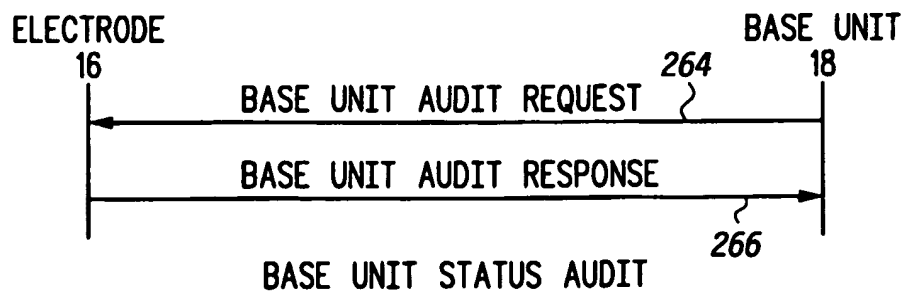 ELECTRODE
16
BASE UNIT
18
264
BASE UNIT AUDIT REQUEST
BASE UNIT AUDIT RESPONSE
266
BASE UNIT STATUS AUDIT